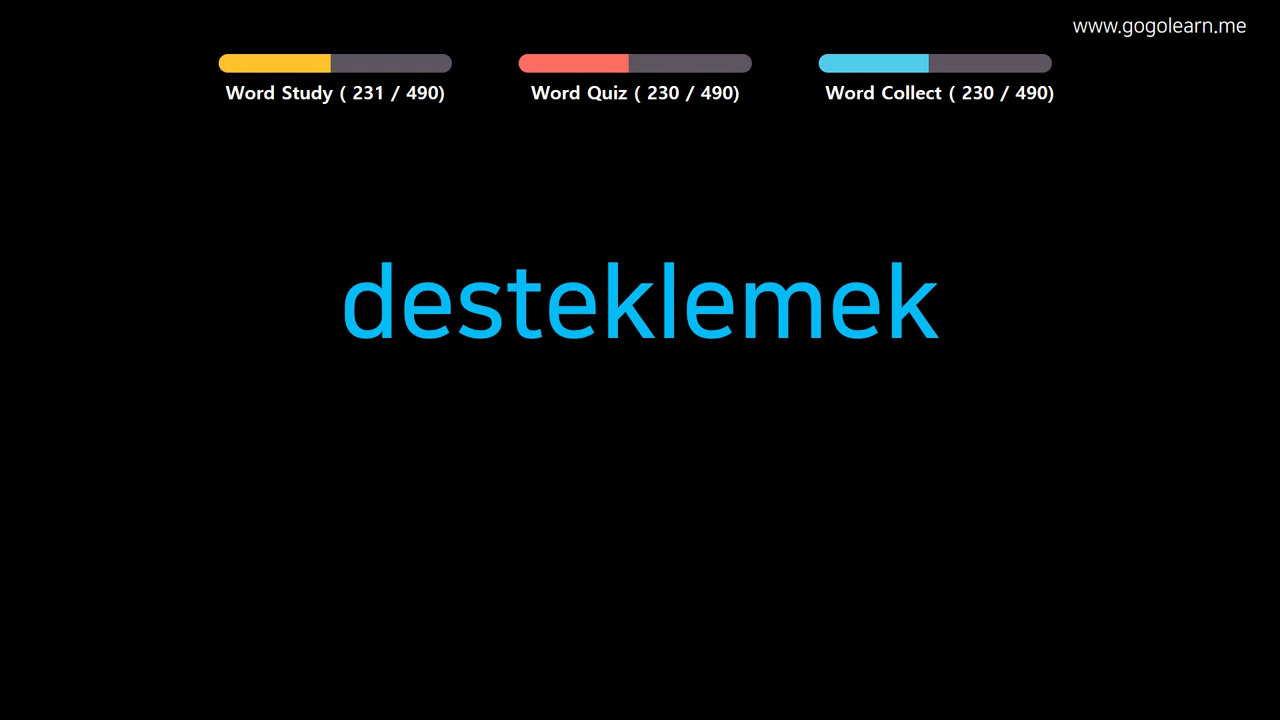 www.gogolearn.me
Word Study ( 231 / 490)
Word Quiz ( 230 / 490)
Word Collect ( 230 / 490)
desteklemek